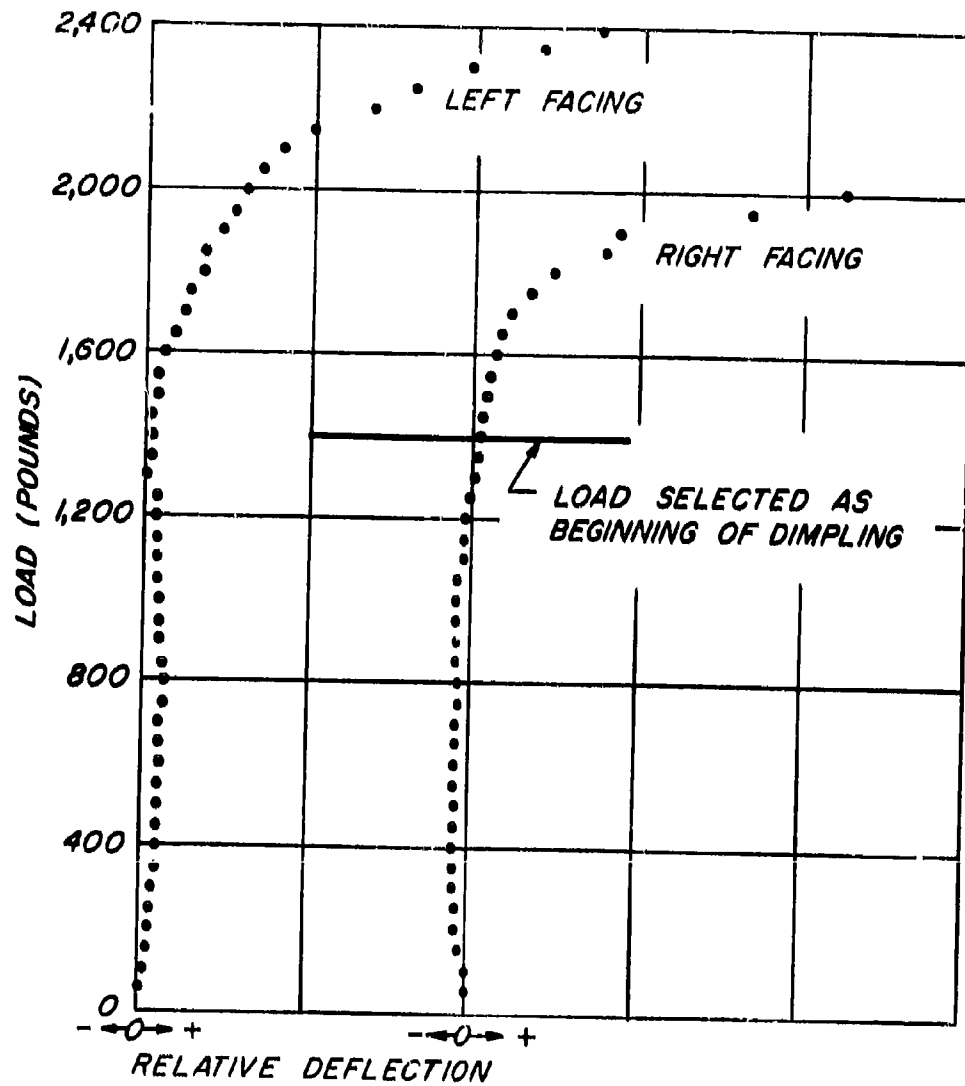 2,400
LEFT FACING
2,000
RIGHT FACING
1,600
LOAD (POUNDS)
LOAD SELECTED AS
BEGINNING OF DIMPLING
1,200
800
400
0
- 0 +
- 0 +
RELATIVE DEFLECTION